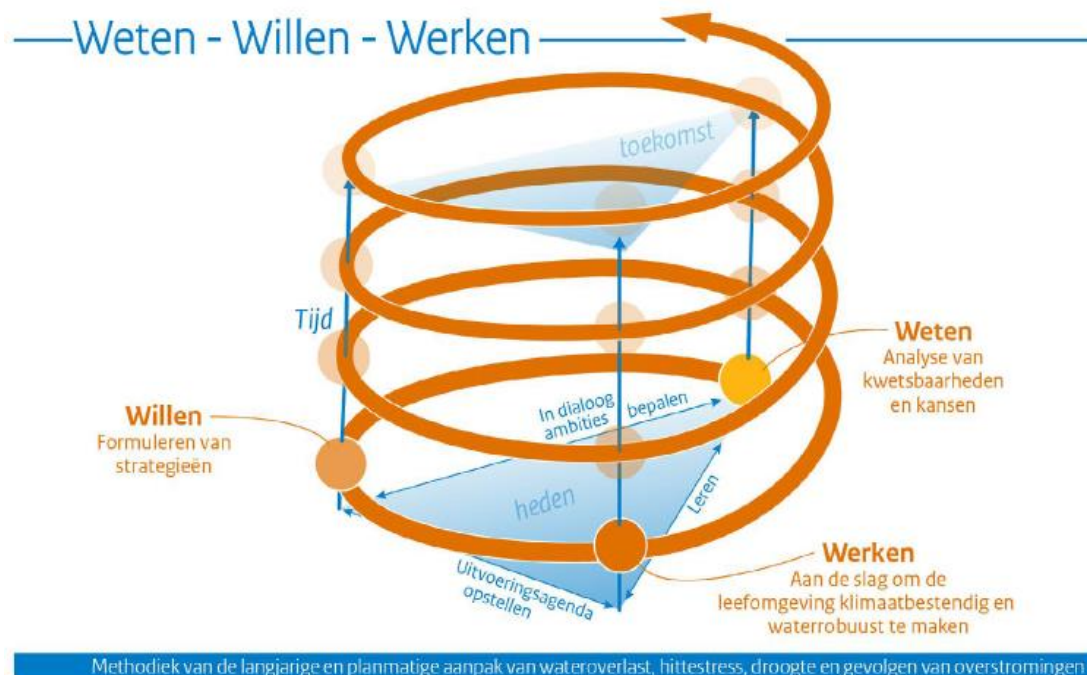 Weten - Willen - Werken
toekomst
Tijd
Weten
Analyse van
kwetsbaarheden
en kansen
In dialoog bepalen
ambities
Willen
Formuleren van
strategieën
heden
Leren
Uitvoeringsagenda
opstellen
Werken
Aan de slag om de
leefomgeving klimaatbestendig en
waterrobuust te maken
Methodiek van de langjarige en planmatige aanpak van wateroverlast, hittestress, droogte en gevolgen van overstromingen